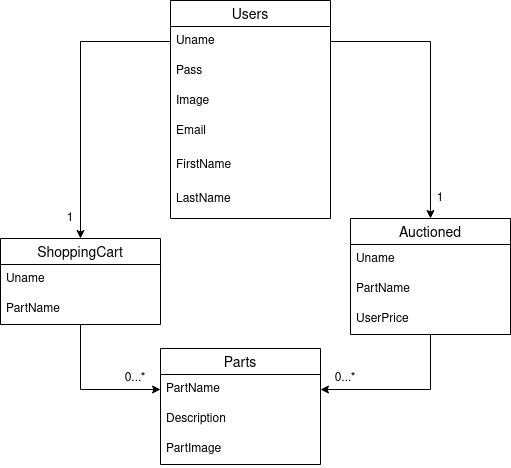 Users
Uname
Pass
Image
Email
FirstName
LastName
1
1
ShoppingCart
Uname
PartName
Auctioned
Uname
PartName
UserPrice
0...*
0...*
Parts
PartName
Description
PartImage